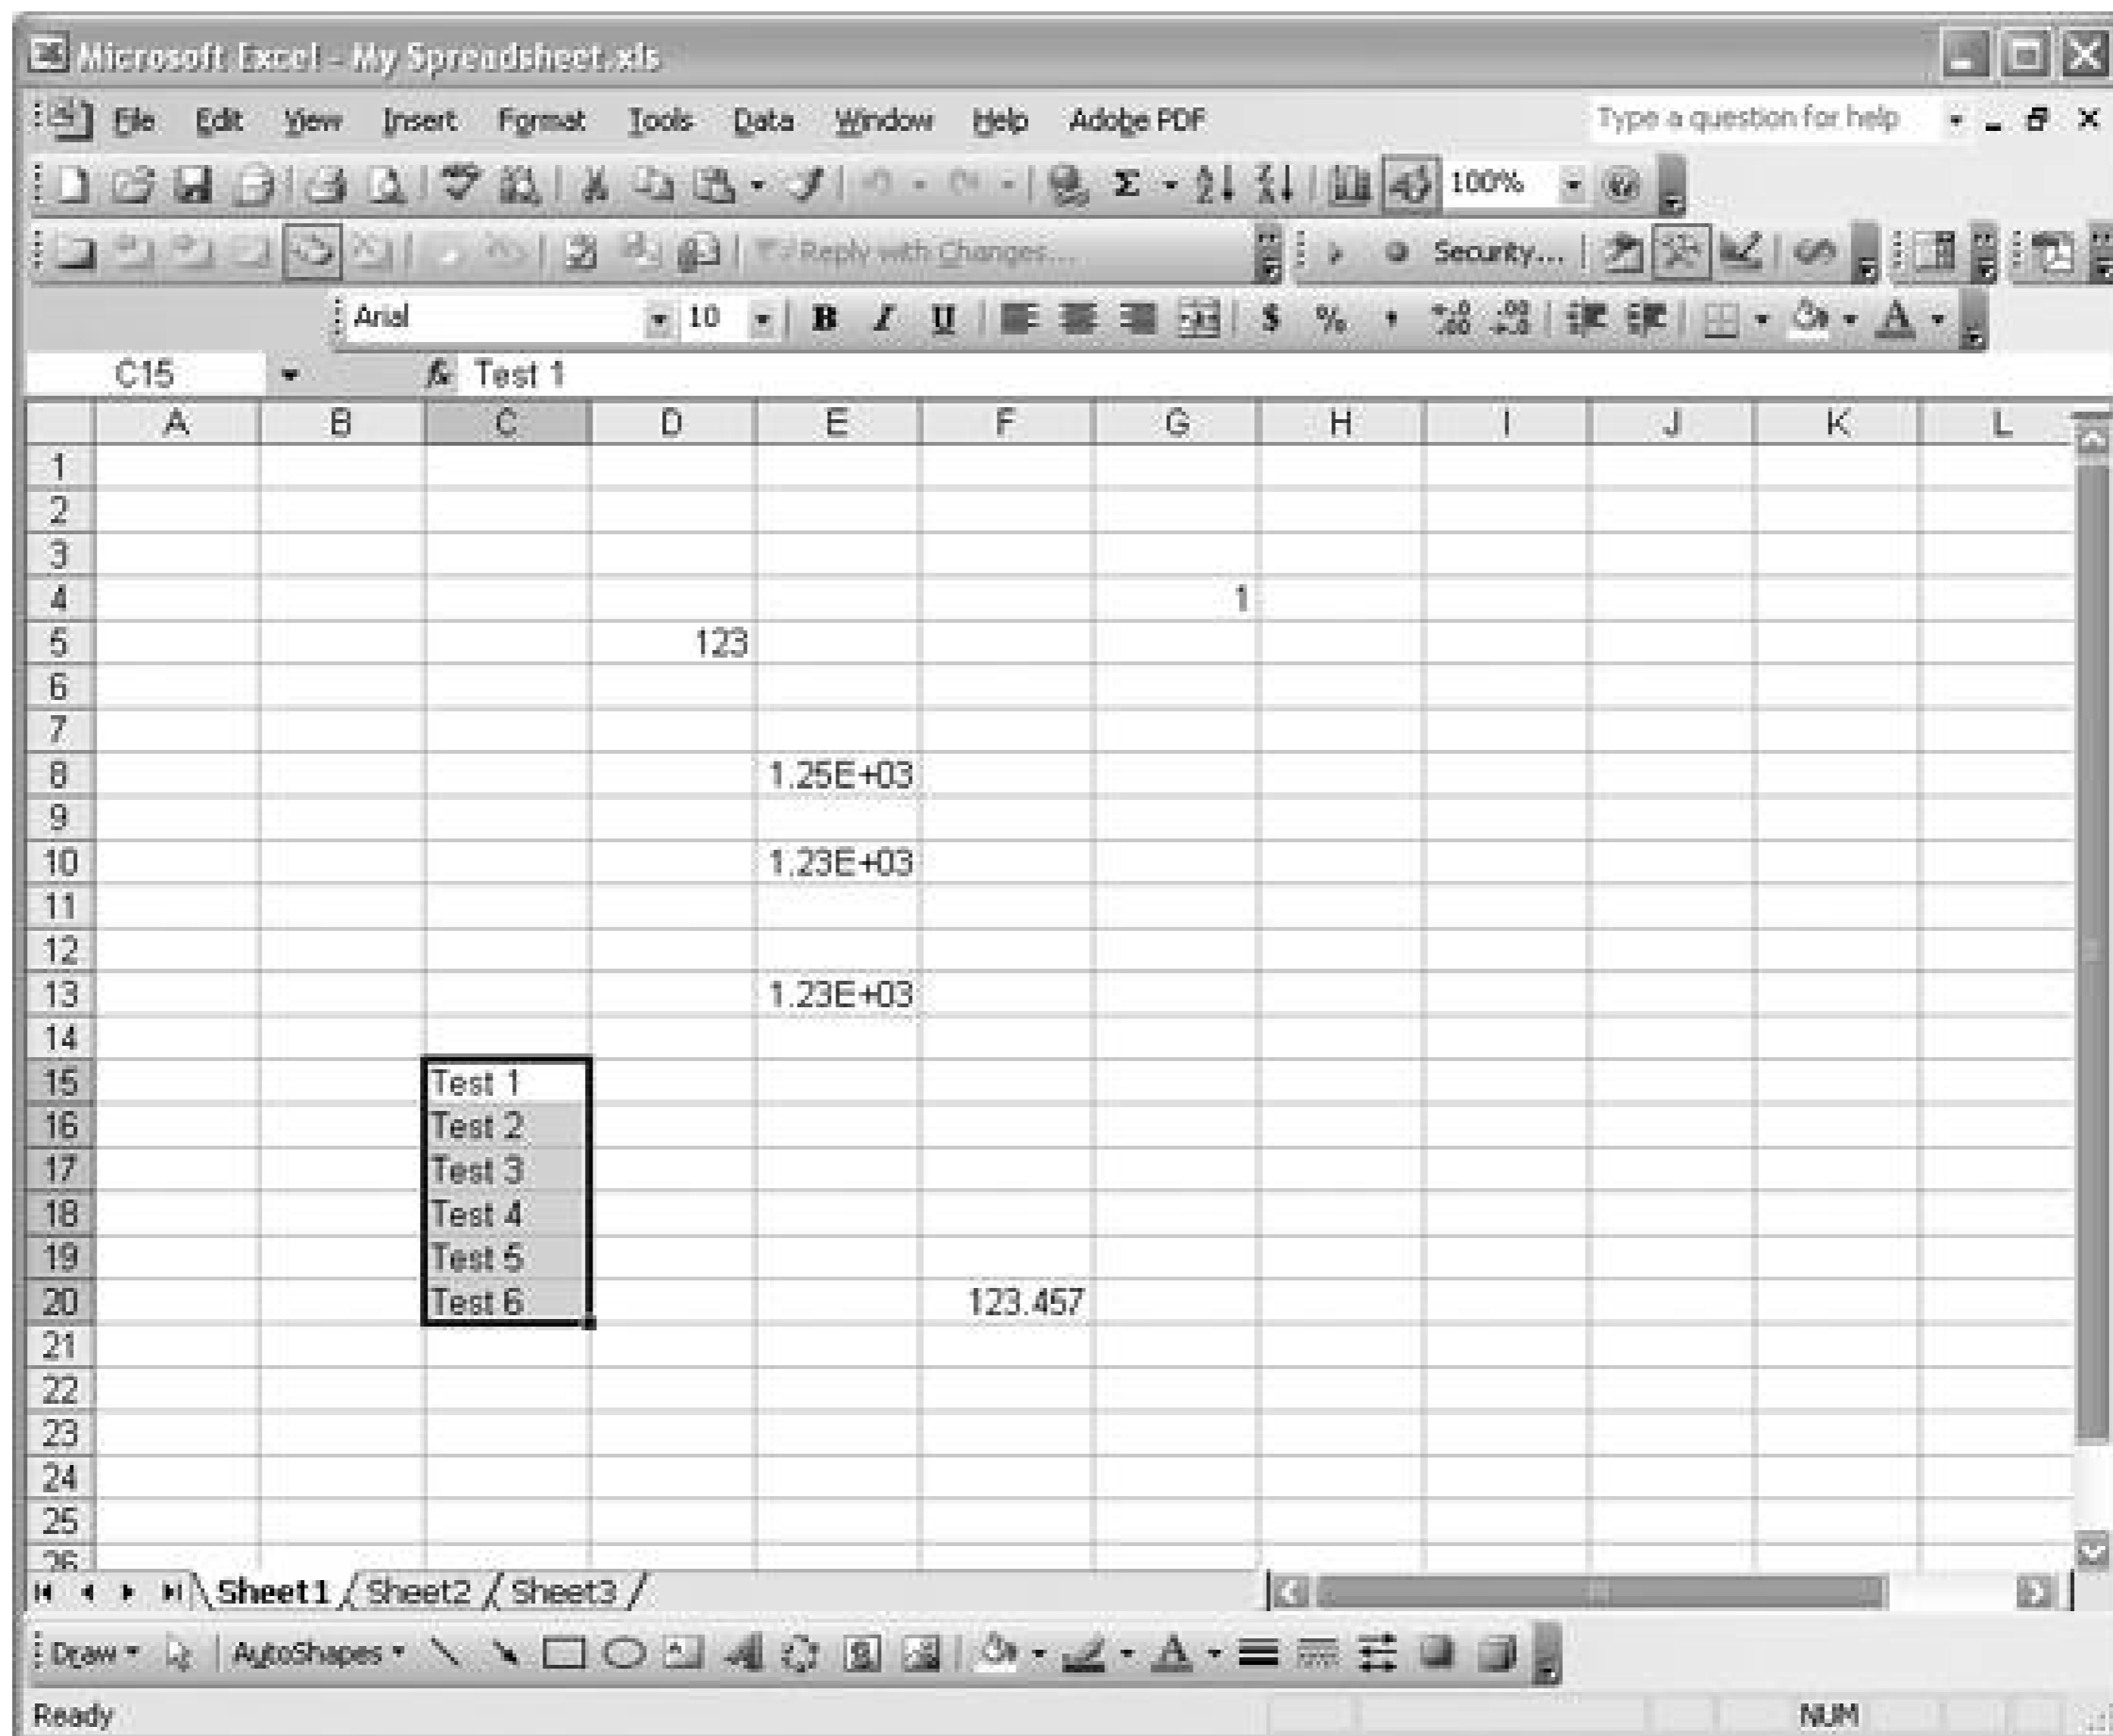 Microsoft Excel - My Spreadsheet.xls
File Edit View Insert Format Tools Data Window Help Adobe PDF Type a question for help
Σ 100%
Reply with Changes... Security...
Arial 10 B I U $ % ,
C15 fx Test 1
A B C D E F G H I J K L
1
2
3
4 1
5 123
6
7
8 1.25E+03
9
10 1.23E+03
11
12
13 1.23E+03
14
15 Test 1
16 Test 2
17 Test 3
18 Test 4
19 Test 5
20 Test 6 123.457
21
22
23
24
25
26
Sheet1 Sheet2 Sheet3
Draw AutoShapes A
Ready NUM